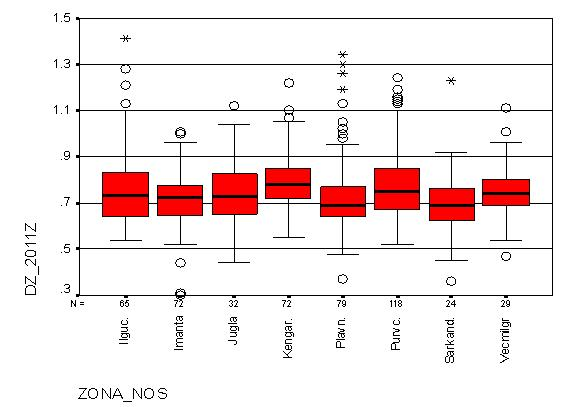 1.5
1.3
1.1
.9
.7
.5
.3
DZ_2011Z
N = 65 72 32 72 79 118 24 29
Ilguc. Imanta Jugla Kengar. Plavn. Purvc. Sarkand. Vecmilgr
ZONA_NOS